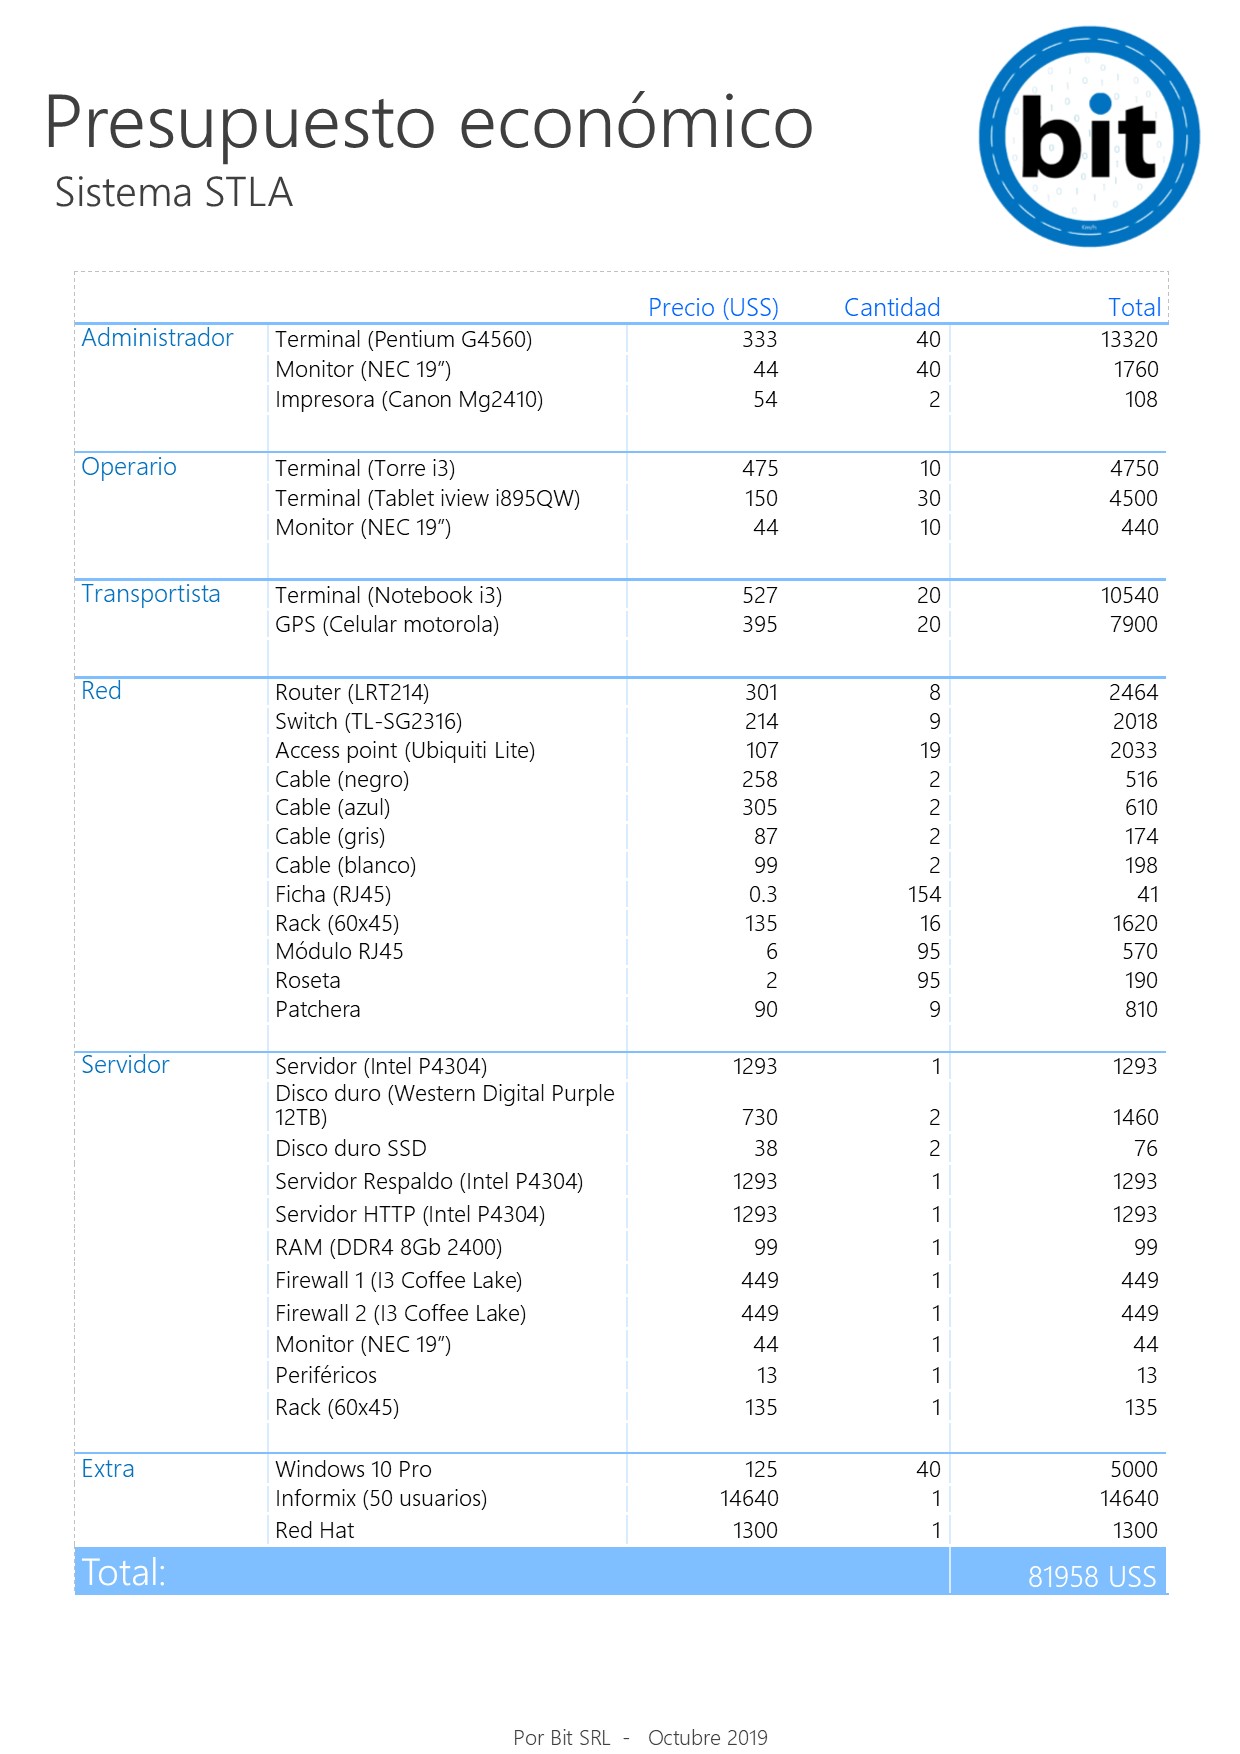 Presupuesto económico
Sistema STLA
bit
Precio (USS) Cantidad Total
Administrador Terminal (Pentium G4560) 333 40 13320
Monitor (NEC 19”) 44 40 1760
Impresora (Canon Mg2410) 54 2 108
Operario Terminal (Torre i3) 475 10 4750
Terminal (Tablet iview i895QW) 150 30 4500
Monitor (NEC 19”) 44 10 440
Transportista Terminal (Notebook i3) 527 20 10540
GPS (Celular motorola) 395 20 7900
Red Router (LRT214) 301 8 2464
Switch (TL-SG2316) 214 9 2018
Access point (Ubiquiti Lite) 107 19 2033
Cable (negro) 258 2 516
Cable (azul) 305 2 610
Cable (gris) 87 2 174
Cable (blanco) 99 2 198
Ficha (RJ45) 0.3 154 41
Rack (60x45) 135 16 1620
Módulo RJ45 6 95 570
Roseta 2 95 190
Patchera 90 9 810
Servidor Servidor (Intel P4304) 1293 1 1293
Disco duro (Western Digital Purple
12TB) 730 2 1460
Disco duro SSD 38 2 76
Servidor Respaldo (Intel P4304) 1293 1 1293
Servidor HTTP (Intel P4304) 1293 1 1293
RAM (DDR4 8Gb 2400) 99 1 99
Firewall 1 (I3 Coffee Lake) 449 1 449
Firewall 2 (I3 Coffee Lake) 449 1 449
Monitor (NEC 19”) 44 1 44
Periféricos 13 1 13
Rack (60x45) 135 1 135
Extra Windows 10 Pro 125 40 5000
Informix (50 usuarios) 14640 1 14640
Red Hat 1300 1 1300
Total: 81958 USS
Por Bit SRL - Octubre 2019